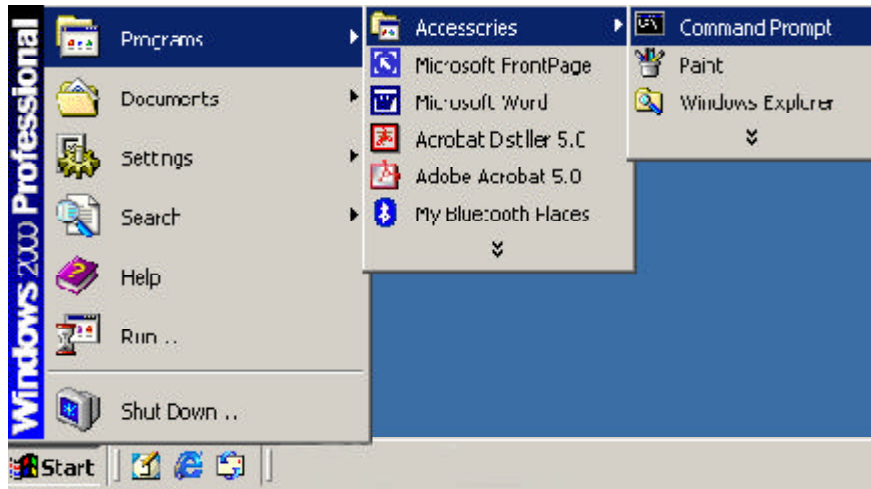 Windows 2000 Professional
Programs
Documents
Settings
Search
Help
Run ..
Shut Down ..
Accessories
Microsoft FrontPage
Microsoft Word
Acrobat Distiller 5.0
Adobe Acrobat 5.0
My Bluetooth Places
Command Prompt
Paint
Windows Explorer
Start